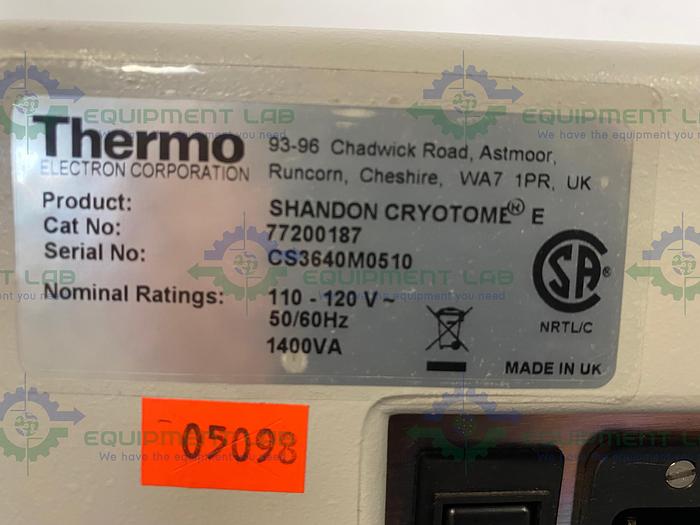 Thermo
ELECTRON CORPORATION
93-96 Chadwick Road, Astmoor,
Runcorn, Cheshire, WA7 1PR, UK
Product: SHANDON CRYOTOME® E
Cat No: 77200187
Serial No: CS3640M0510
Nominal Ratings: 110 - 120 V~
50/60Hz
1400VA
SA®
NRTL/C
MADE IN UK
05098
EQUIPMENT LAB
We have the equipment you need